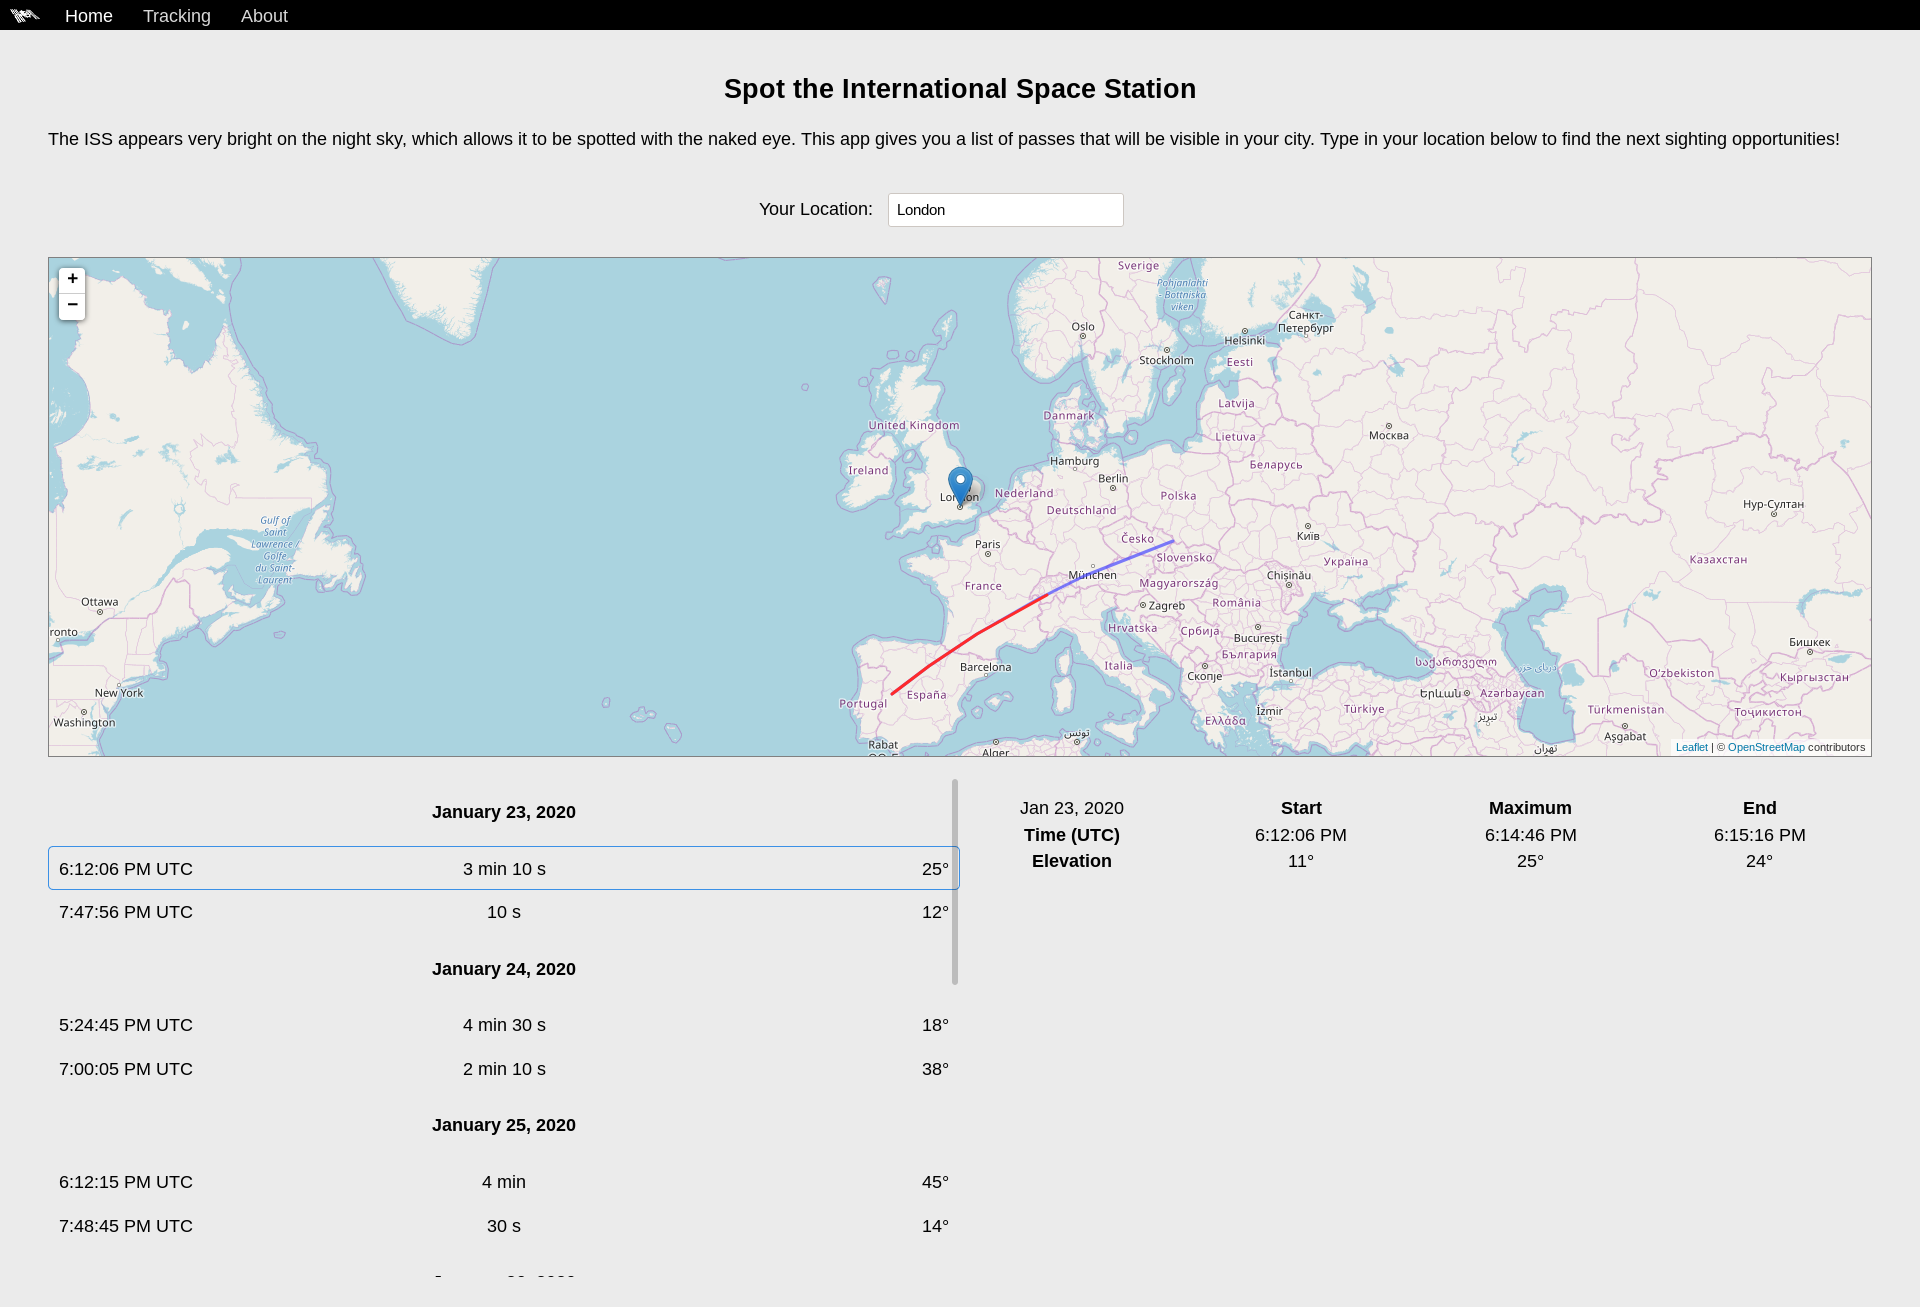 Home Tracking About
Spot the International Space Station
The ISS appears very bright on the night sky, which allows it to be spotted with the naked eye. This app gives you a list of passes that will be visible in your city. Type in your location below to find the next sighting opportunities!
Your Location: London
+
−
Sverige
Pohjanlahti
- Bottniska
viken
Санкт-
Петербург
Oslo
Helsinki
Stockholm
Eesti
Latvija
Danmark
United Kingdom
Lietuva
Москва
Hamburg
Беларусь
Ireland
Berlin
Nederland
Polska
London
Нур-Султан
Deutschland
Gulf of
Saint
Lawrence /
Golfe
du Saint-
Laurent
Київ
Česko
Paris
Slovensko
Україна
Казахстан
München
Chișinău
Magyarország
France
Ottawa
Zagreb
România
ronto
Hrvatska
Србија
București
Бишкек
България
Barcelona
Italia
საქართველო
دریای خزر
Скопје
İstanbul
O'zbekiston
Кыргызстан
New York
España
Երևան
Azərbaycan
Portugal
İzmir
Türkiye
Türkmenistan
Тоҷикистон
Washington
Ελλάδα
تبریز
تونس
Aşgabat
Rabat
Alger
تهران
Leaflet | © OpenStreetMap contributors
January 23, 2020
6:12:06 PM UTC 3 min 10 s 25°
7:47:56 PM UTC 10 s 12°
January 24, 2020
5:24:45 PM UTC 4 min 30 s 18°
7:00:05 PM UTC 2 min 10 s 38°
January 25, 2020
6:12:15 PM UTC 4 min 45°
7:48:45 PM UTC 30 s 14°
Jan 23, 2020 Start Maximum End
Time (UTC) 6:12:06 PM 6:14:46 PM 6:15:16 PM
Elevation 11° 25° 24°